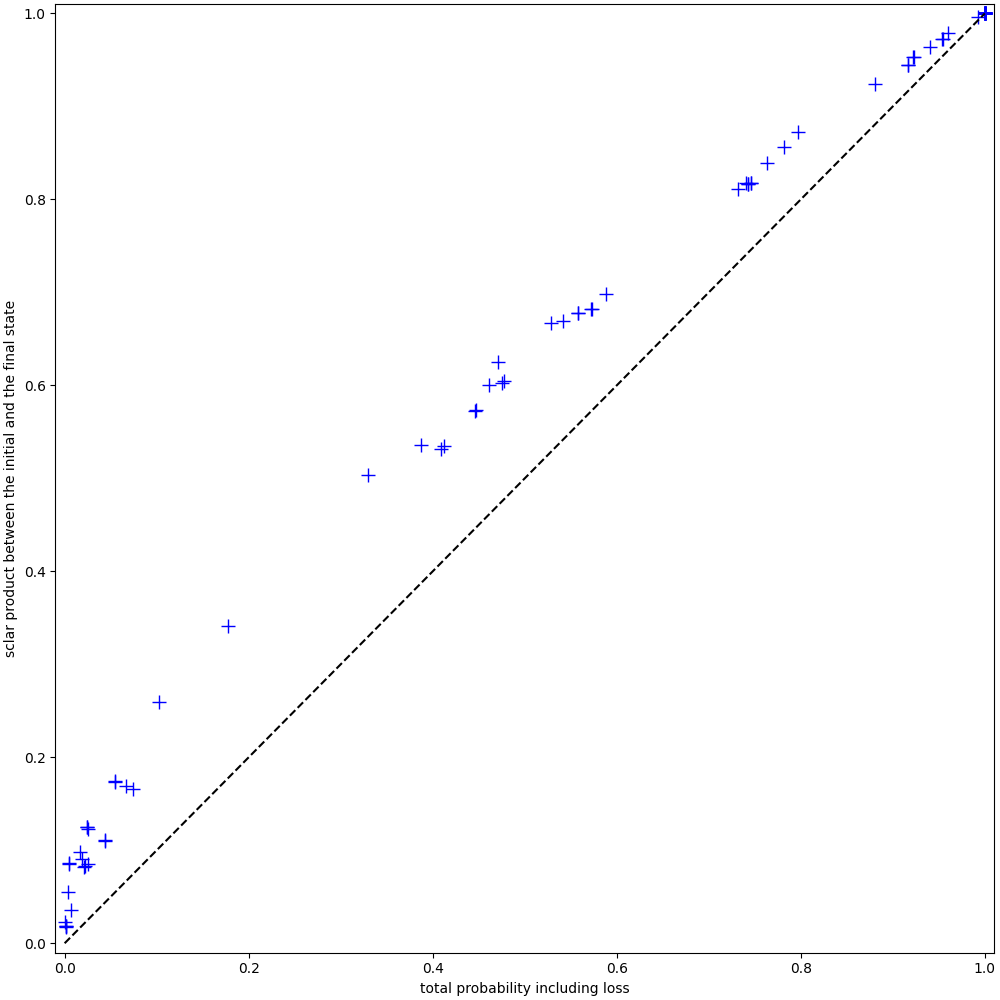 1.0
0.8
0.6
0.4
0.2
0.0
sclar product between the initial and the final state
0.0 0.2 0.4 0.6 0.8 1.0
total probability including loss